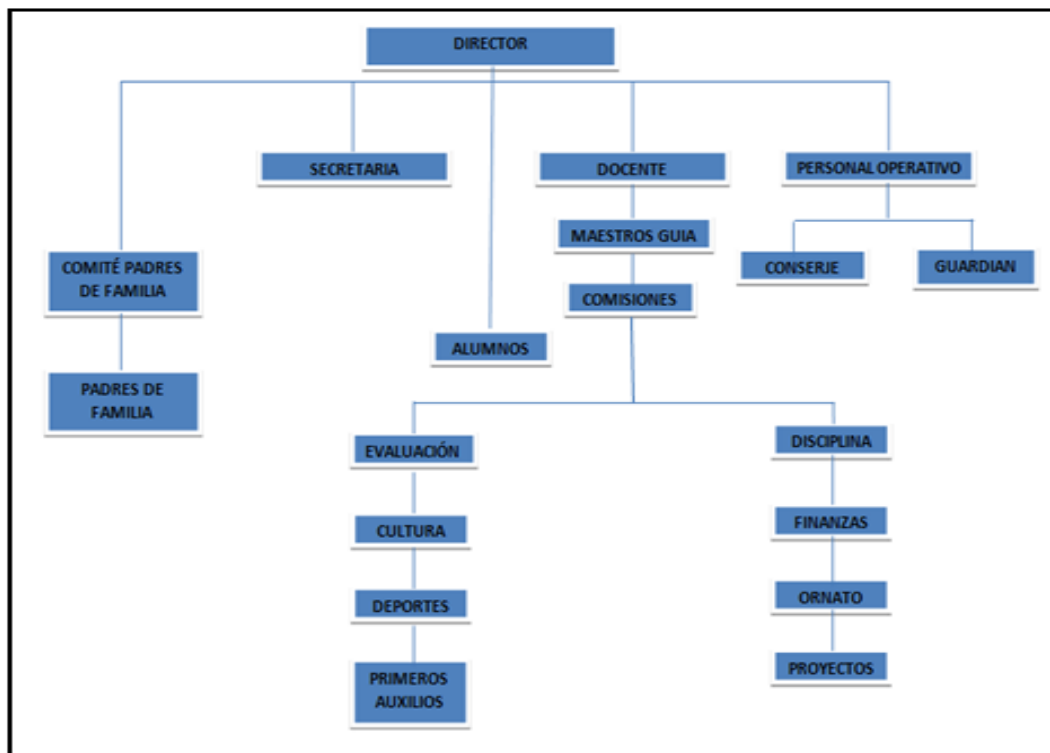 DIRECTOR
SECRETARIA
DOCENTE
PERSONAL OPERATIVO
MAESTROS GUIA
COMITÉ PADRES
DE FAMILIA
CONSERJE
GUARDIAN
COMISIONES
ALUMNOS
PADRES DE
FAMILIA
EVALUACIÓN
DISCIPLINA
CULTURA
FINANZAS
DEPORTES
ORNATO
PRIMEROS
AUXILIOS
PROYECTOS